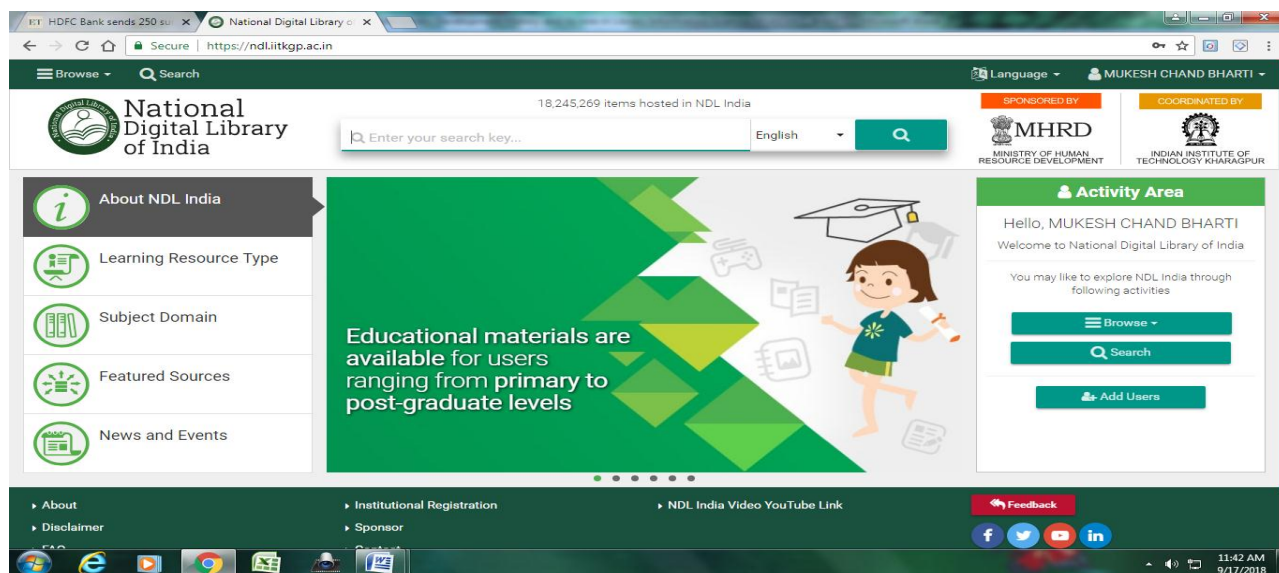 ET HDFC Bank sends 250 su
National Digital Library o
Secure | https://ndl.iitkgp.ac.in
Browse
Search
Language
MUKESH CHAND BHARTI
National
Digital Library
of India
18,245,269 items hosted in NDL India
Enter your search key...
English
SPONSORED BY
MHRD
MINISTRY OF HUMAN
RESOURCE DEVELOPMENT
COORDINATED BY
INDIAN INSTITUTE OF
TECHNOLOGY KHARAGPUR
About NDL India
Learning Resource Type
Subject Domain
Featured Sources
News and Events
Educational materials are
available for users
ranging from primary to
post-graduate levels
Activity Area
Hello, MUKESH CHAND BHARTI
Welcome to National Digital Library of India
You may like to explore NDL India through
following activities
Browse
Search
Add Users
About
Disclaimer
Institutional Registration
Sponsor
NDL India Video YouTube Link
Feedback
11:42 AM
9/17/2018